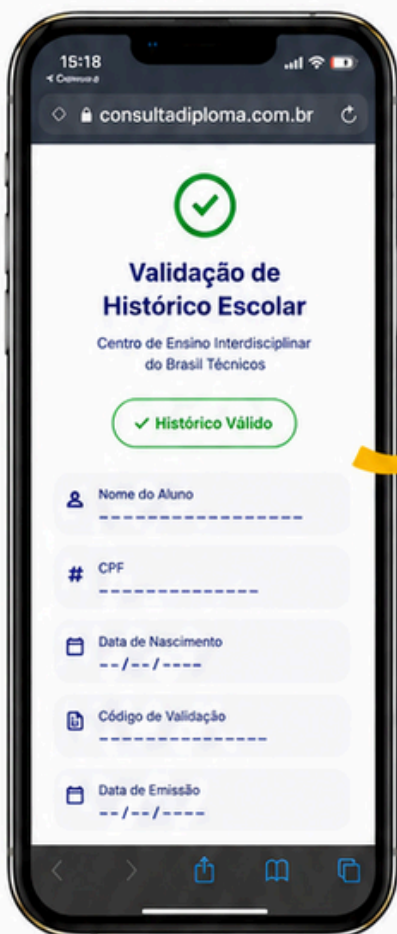 15:18
consultadiploma.com.br
Validação de
Histórico Escolar
Centro de Ensino Interdisciplinar
do Brasil Técnicos
✓ Histórico Válido
Nome do Aluno
# CPF
Data de Nascimento
--/--/----
Código de Validação
Data de Emissão
--/--/----